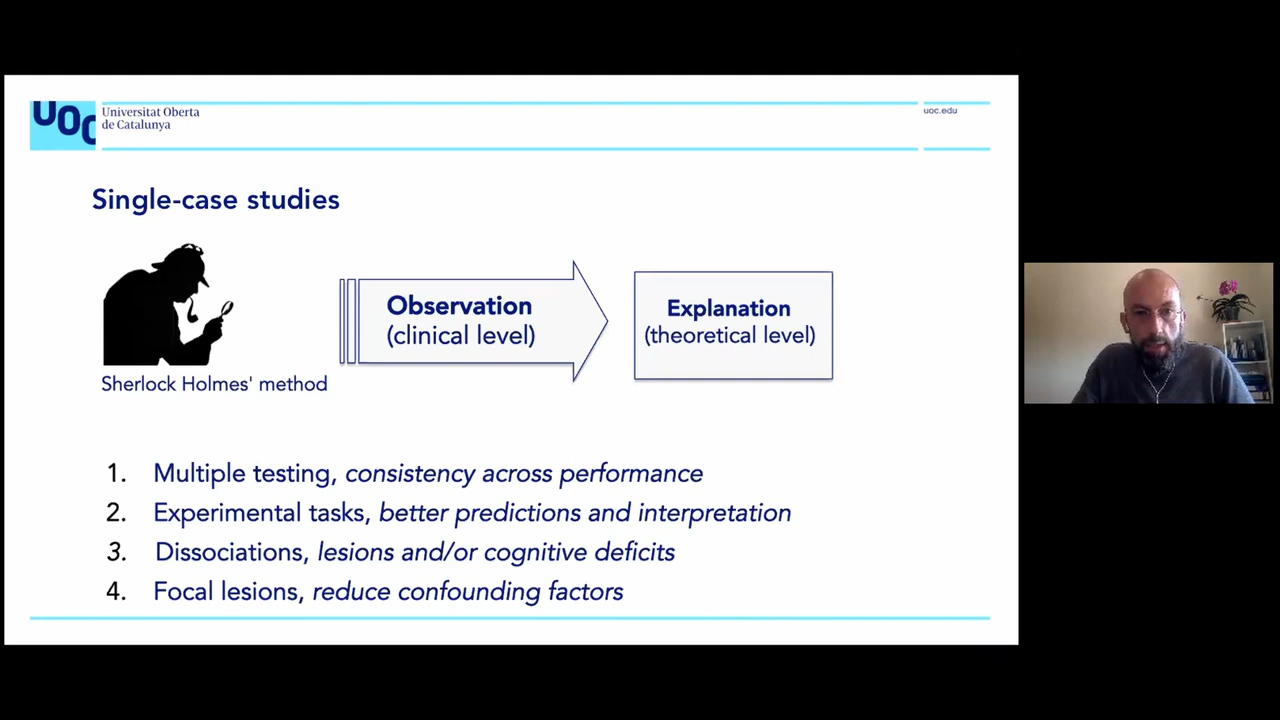 UOC
Universitat Oberta
de Catalunya
uoc.edu
Single-case studies
Observation
(clinical level)
Explanation
(theoretical level)
Sherlock Holmes' method
1. Multiple testing, consistency across performance
2. Experimental tasks, better predictions and interpretation
3. Dissociations, lesions and/or cognitive deficits
4. Focal lesions, reduce confounding factors